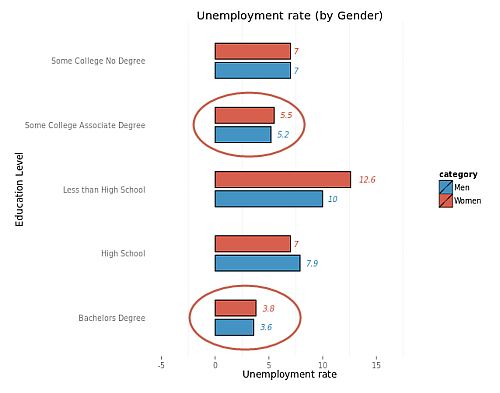 Unemployment rate (by Gender)
Education Level
Some College No Degree
7
7
Some College Associate Degree
5.5
5.2
Less than High School
12.6
10
High School
7
7.9
Bachelors Degree
3.8
3.6
category
Men
Women
-5 0 5 10 15
Unemployment rate